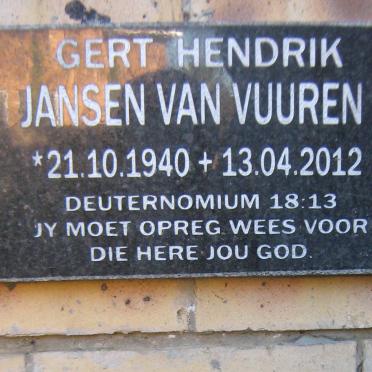 GERT HENDRIK
JANSEN VAN VUUREN
*21.10.1940 + 13.04.2012
DEUTERNOMIUM 18:13
JY MOET OPREG WEES VOOR
DIE HERE JOU GOD.